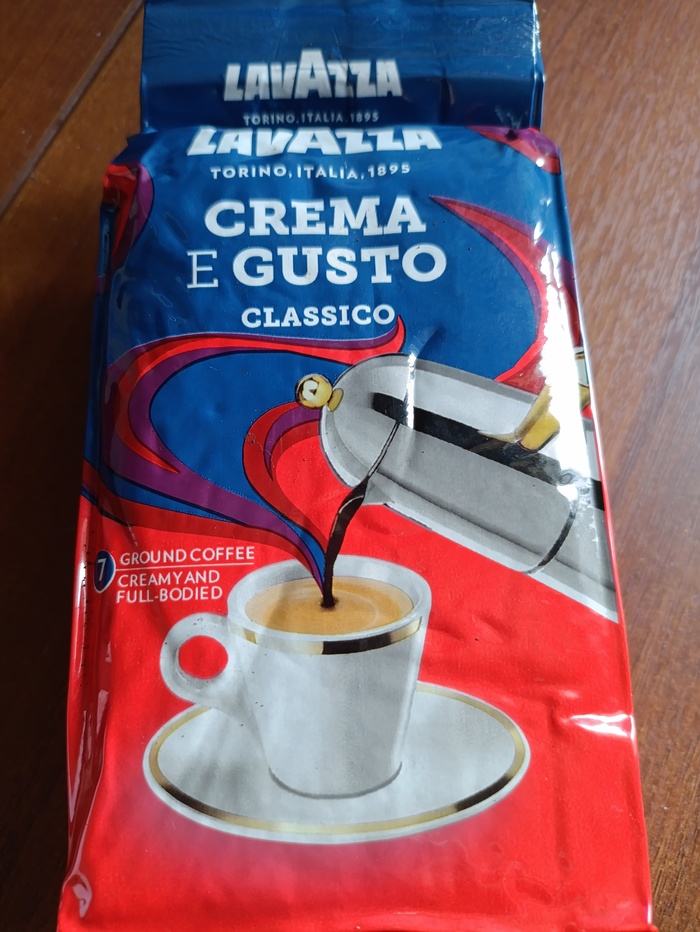 LAVAZZA
TORINO, ITALIA, 1895
LAVAZZA
TORINO, ITALIA, 1895
CREMA
E GUSTO
CLASSICO
7
GROUND COFFEE
CREAMY AND
FULL-BODIED